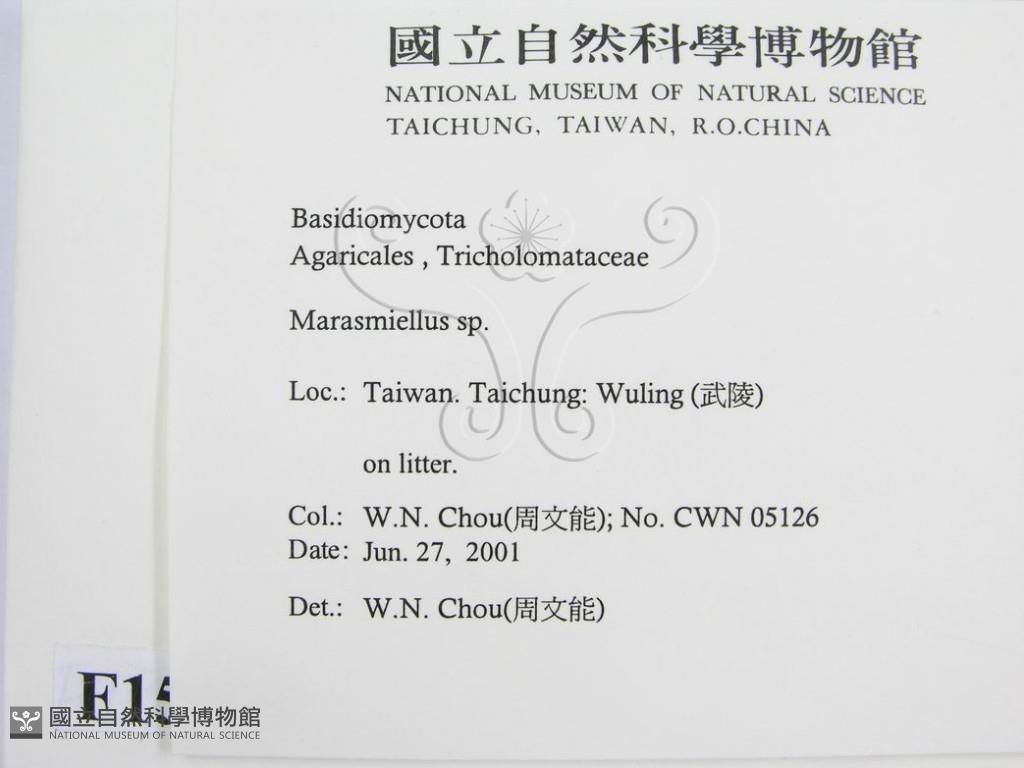 國立自然科學博物館
NATIONAL MUSEUM OF NATURAL SCIENCE
TAICHUNG, TAIWAN, R.O.CHINA
Basidiomycota
Agaricales , Tricholomataceae
Marasmiellus sp.
Loc.: Taiwan. Taichung: Wuling (武陵)
on litter.
Col.: W.N. Chou(周文能); No. CWN 05126
Date: Jun. 27, 2001
Det.: W.N. Chou(周文能)
F15
國立自然科學博物館
NATIONAL MUSEUM OF NATURAL SCIENCE